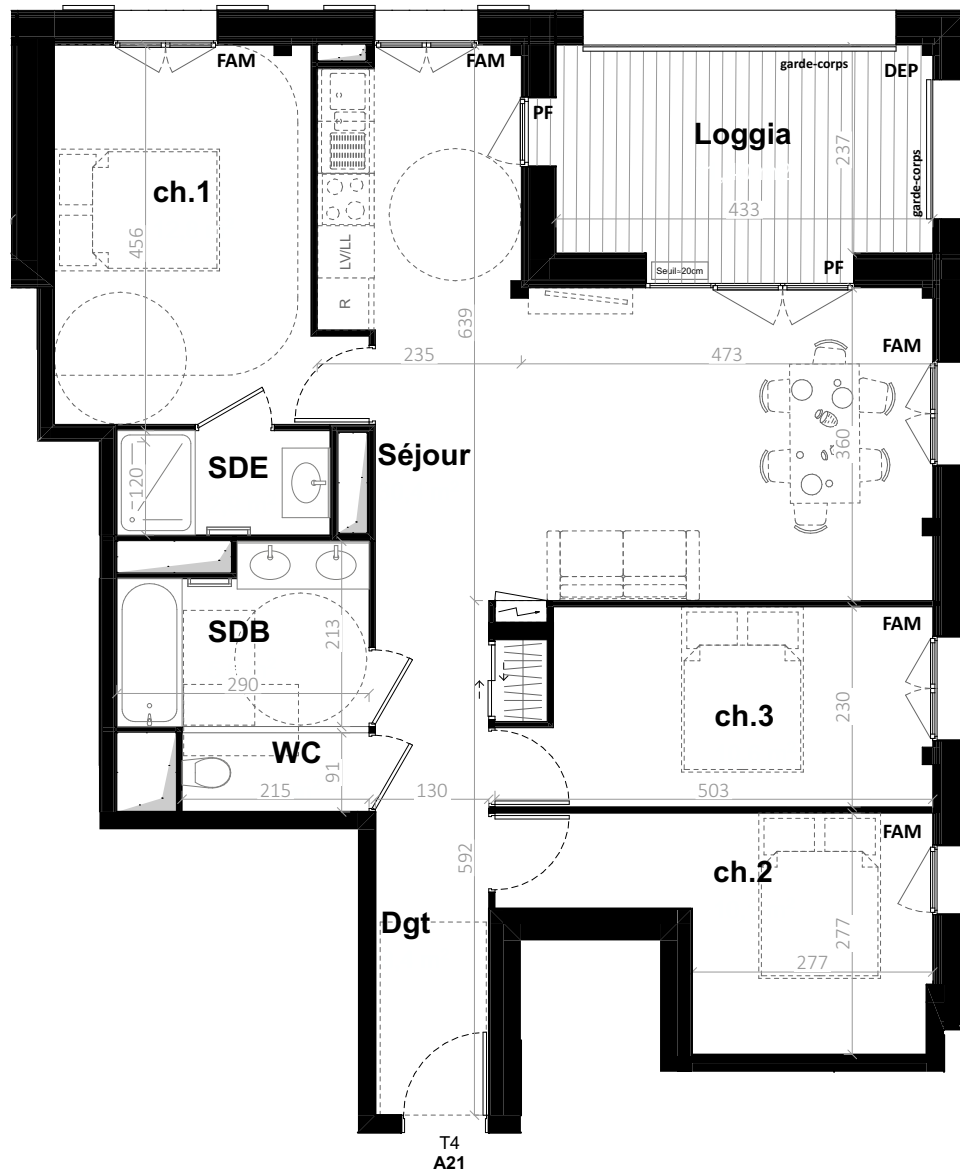 FAM
FAM
garde-corps
DEP
PF
Loggia
237
garde-corps
ch.1
433
456
LV/LL
Seuil=20cm
PF
R
639
235
473
FAM
360
SDE
Séjour
120
SDB
213
FAM
290
230
ch.3
WC
91
215
130
503
FAM
592
ch.2
Dgt
277
277
T4
A21